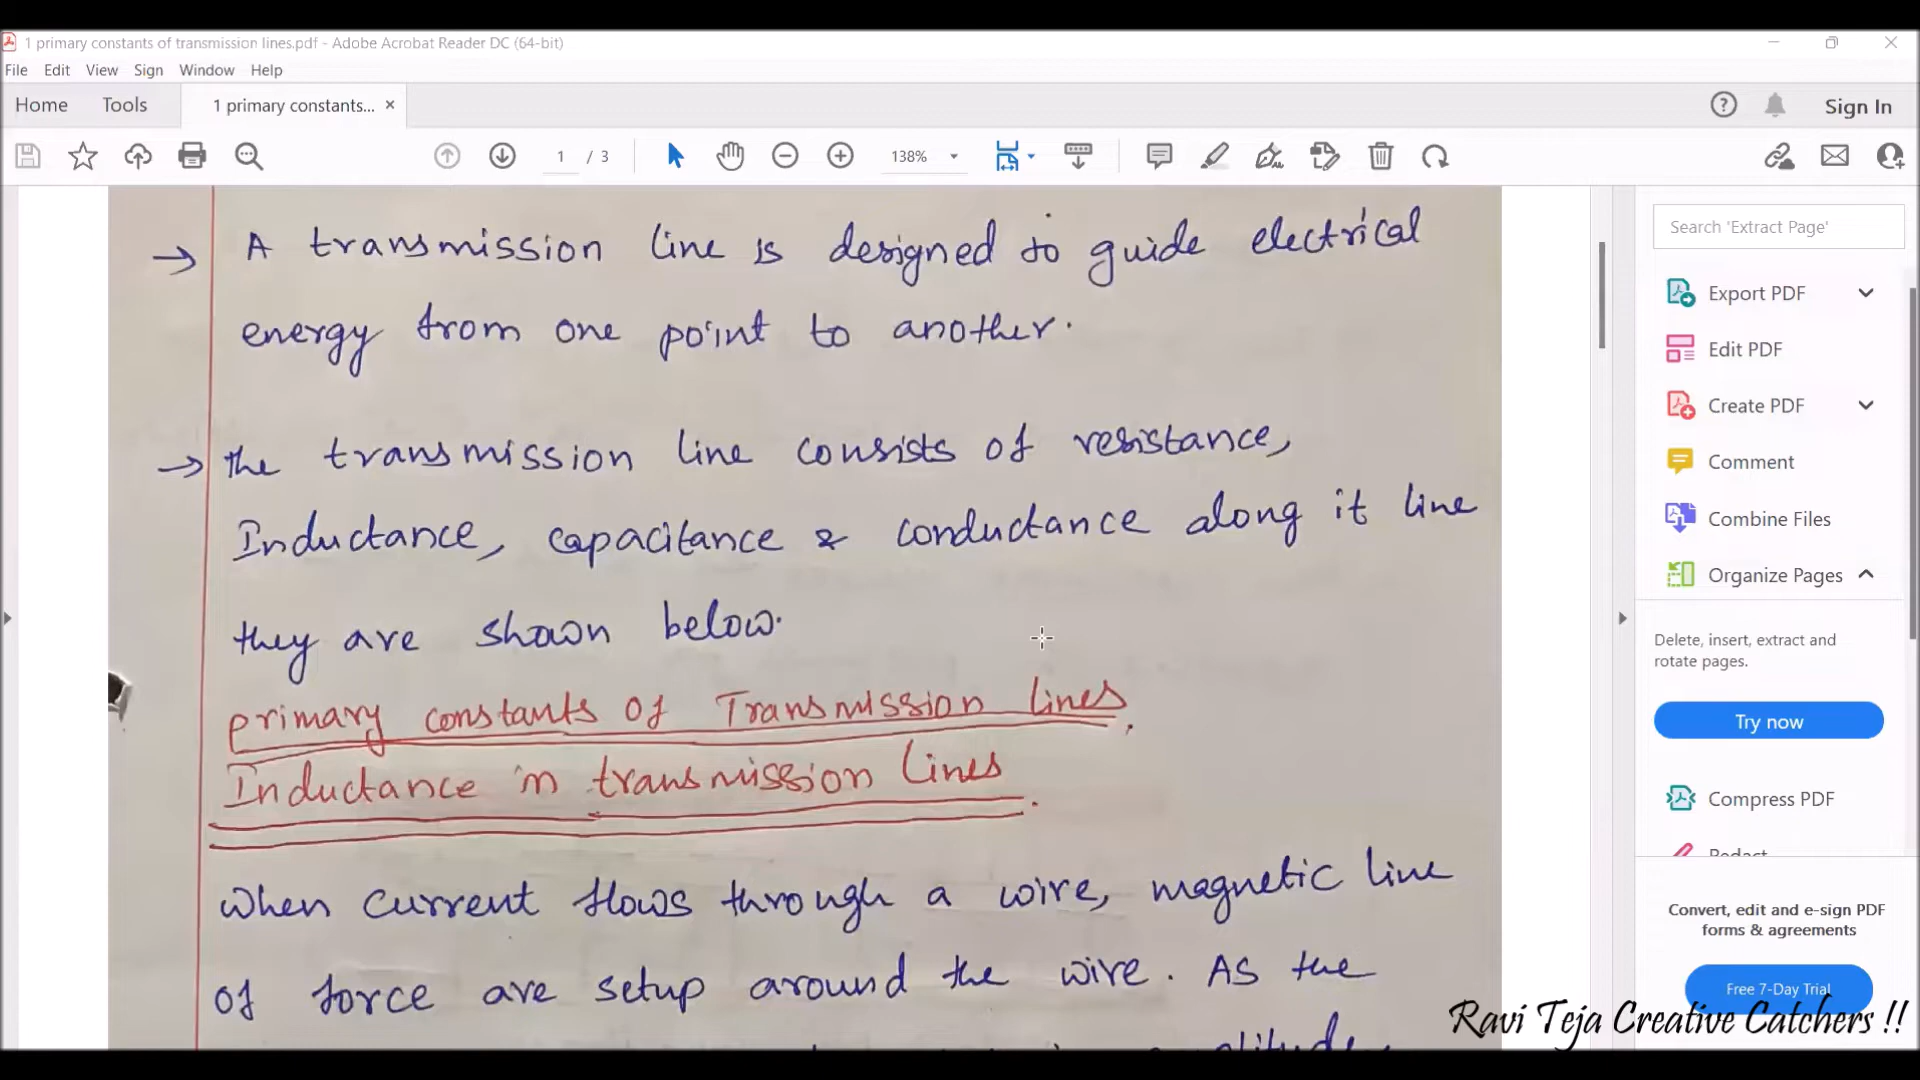 1 primary constants of transmission lines.pdf - Adobe Acrobat Reader DC (64-bit)
File Edit View Sign Window Help
Home Tools 1 primary constants... × Sign In
1 / 3 138%
→ A transmission line is designed to guide electrical
energy from one point to another.
→ the transmission line consists of resistance,
Inductance, capacitance & conductance along it line
they are shown below.
primary constants of Transmission lines.
Inductance in transmission lines.
when current flows through a wire, magnetic line
of force are setup around the wire. As the
Search 'Extract Page'
Export PDF
Edit PDF
Create PDF
Comment
Combine Files
Organize Pages
Delete, insert, extract and
rotate pages.
Try now
Compress PDF
Redact
Convert, edit and e-sign PDF
forms & agreements
Free 7-Day Trial
Ravi Teja Creative Catchers !!